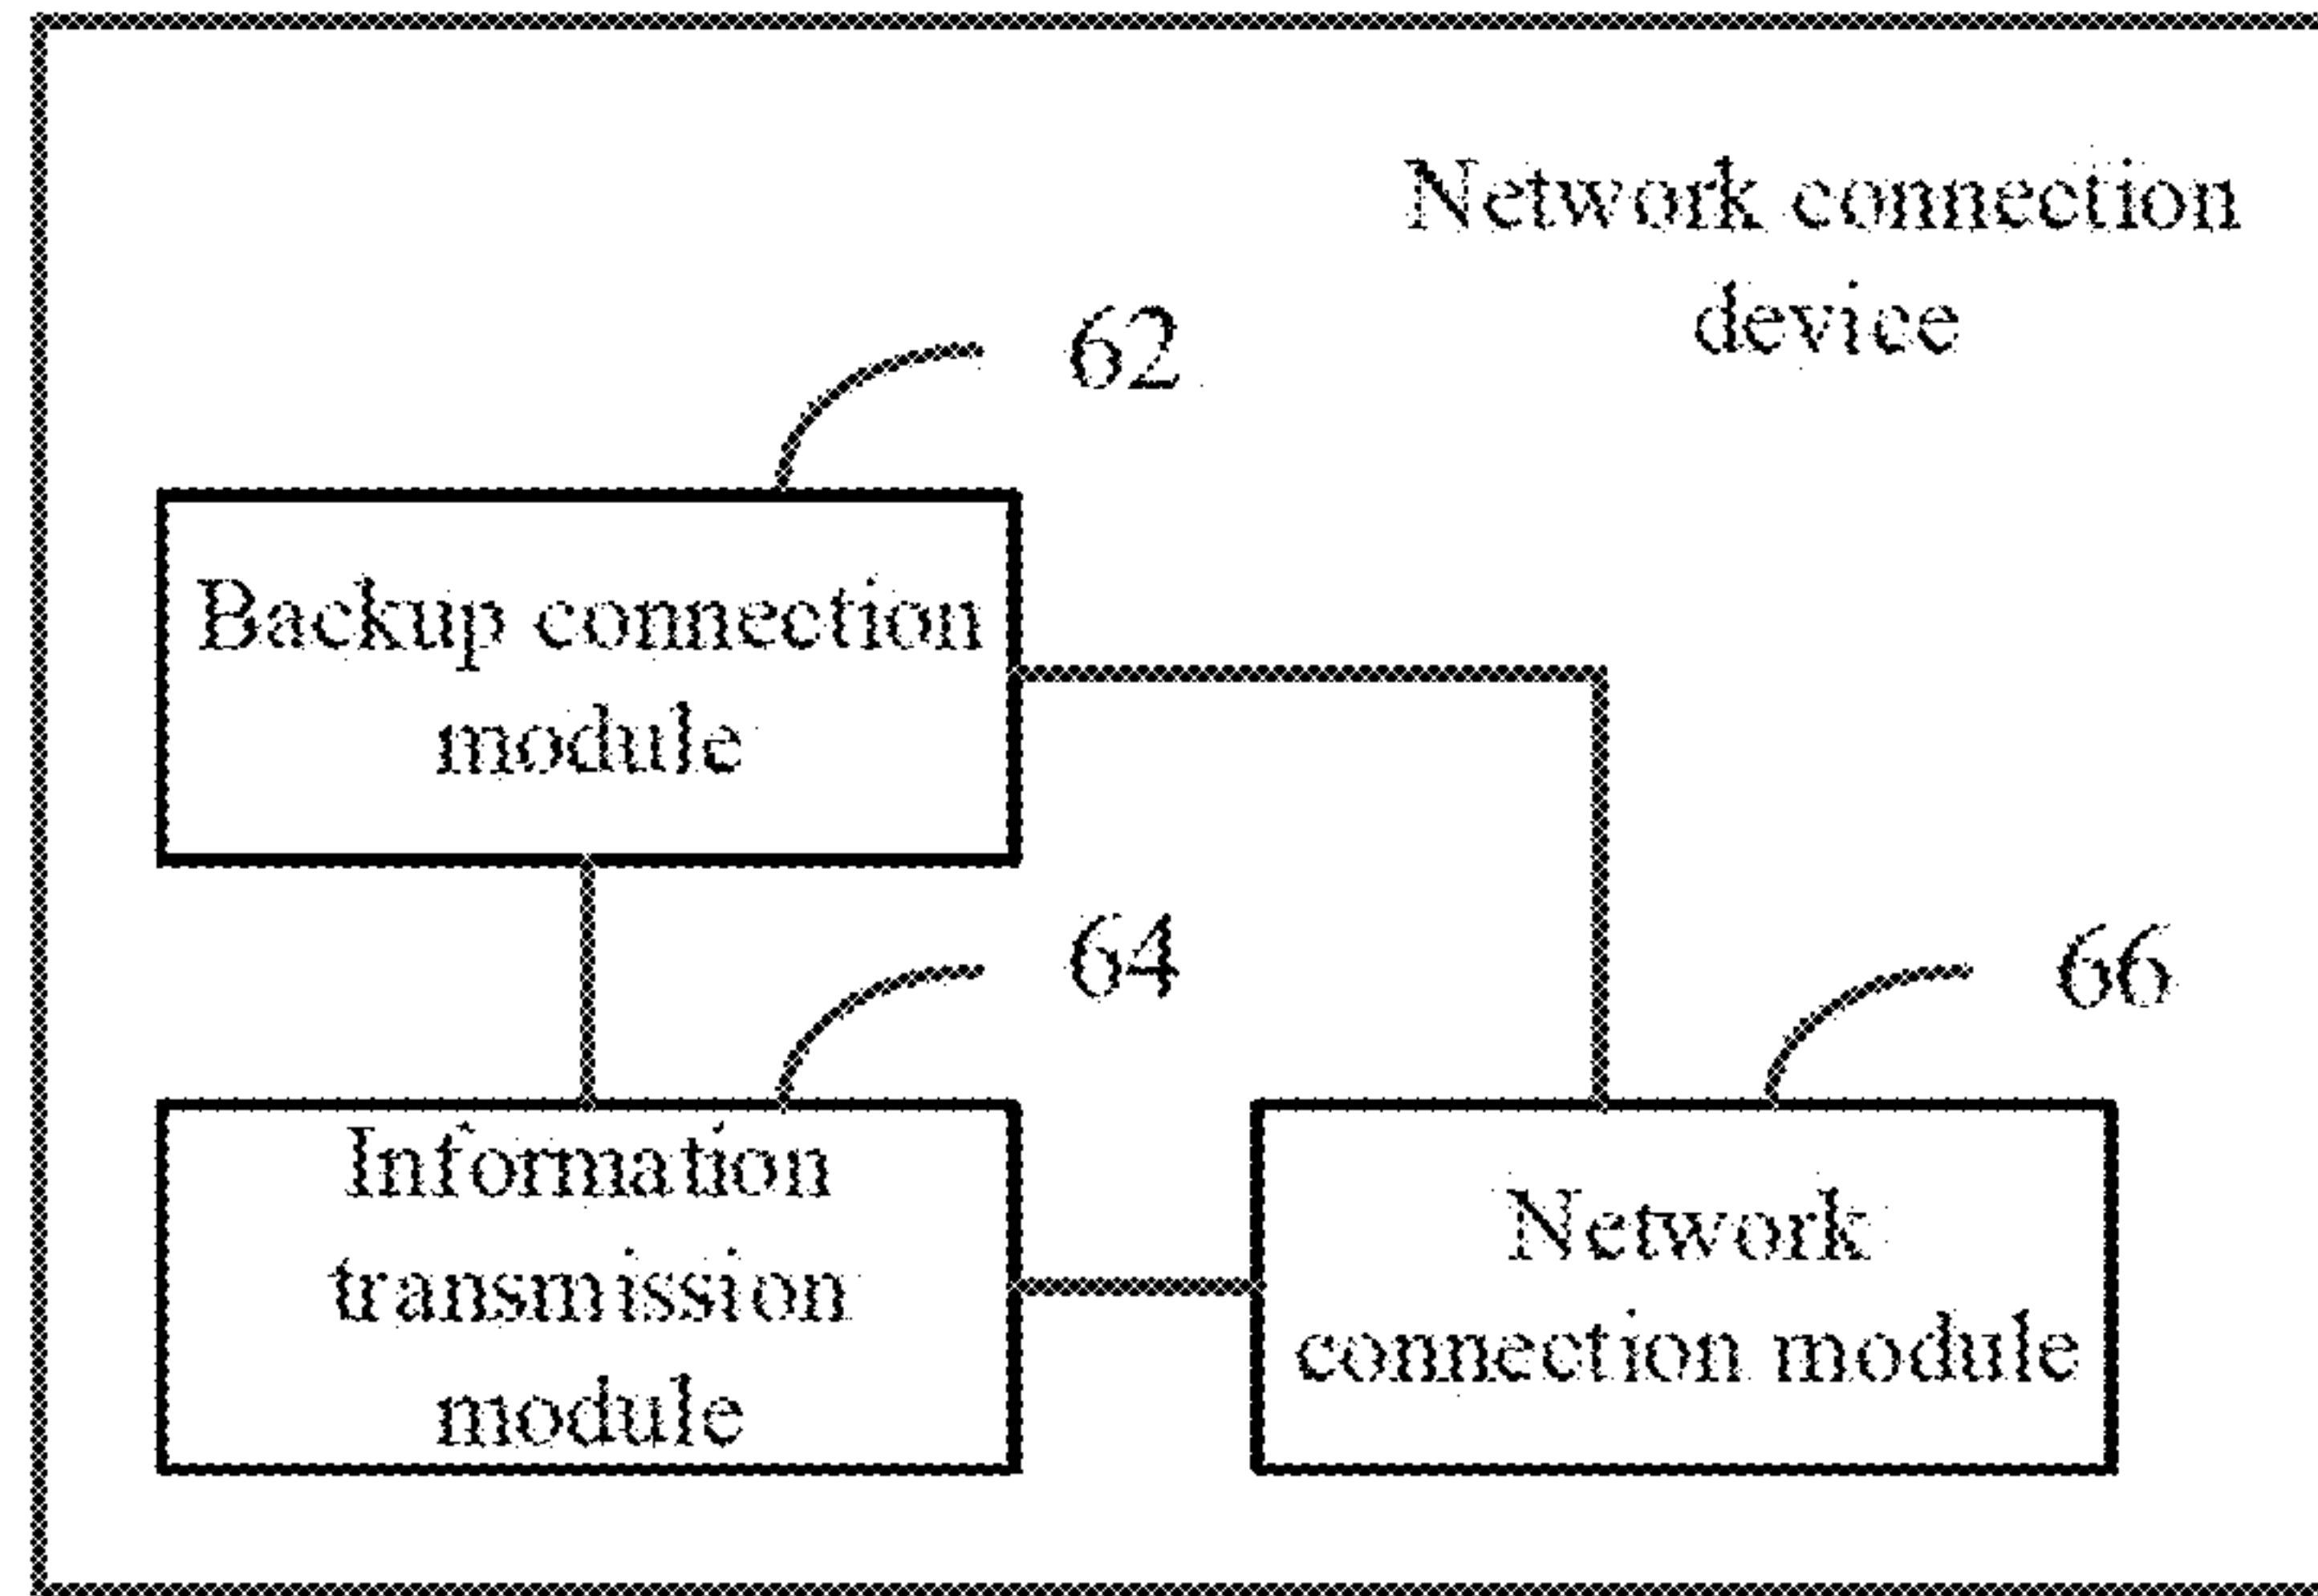 Network connection
device
62
Backup connection
module
64
66
Information
transmission
module
Network
connection module